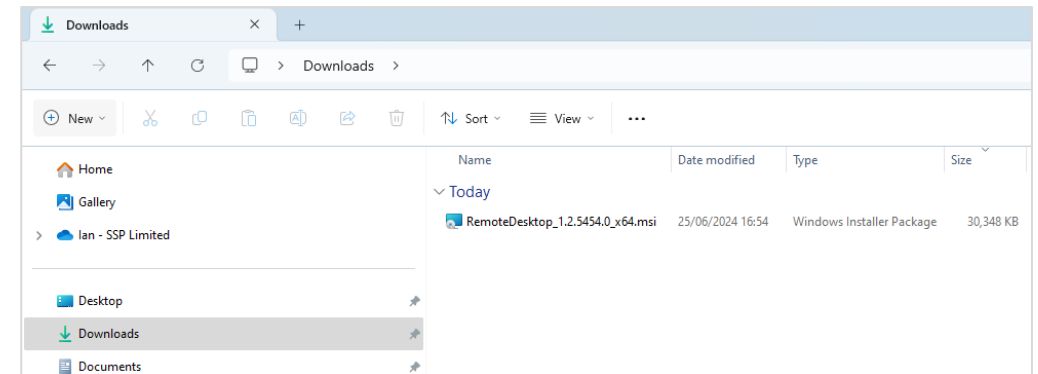 Downloads
Downloads
New
Sort
View
Home
Gallery
Ian - SSP Limited
Desktop
Downloads
Documents
Name Date modified Type Size
Today
RemoteDesktop_1.2.5454.0_x64.msi 25/06/2024 16:54 Windows Installer Package 30,348 KB